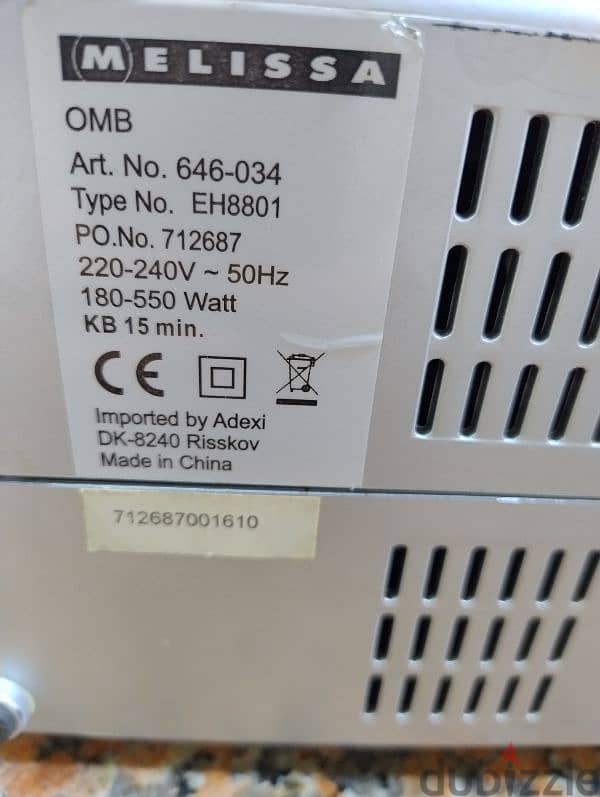 MELISSA
OMB
Art. No. 646-034
Type No. EH8801
PO.No. 712687
220-240V ~ 50Hz
180-550 Watt
KB 15 min.
CE
Imported by Adexi
DK-8240 Risskov
Made in China
712687001610
dubizzle